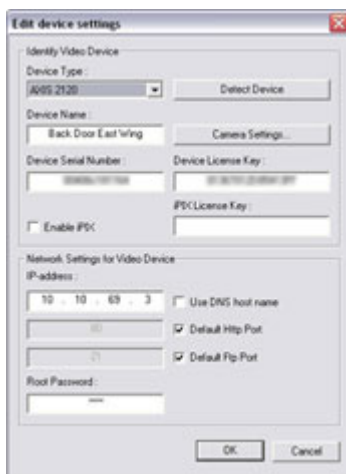 Edit device settings
Identify Video Device
Device Type :
AXIS 2120
Detect Device
Device Name :
Back Door East Wing
Camera Settings...
Device Serial Number :
Device License Key :
iPIX License Key :
Enable iPIX
Network Settings for Video Device
IP-address :
10 . 10 . 69 . 3
Use DNS host name
80
Default Http Port
21
Default Ftp Port
Root Password :
OK
Cancel